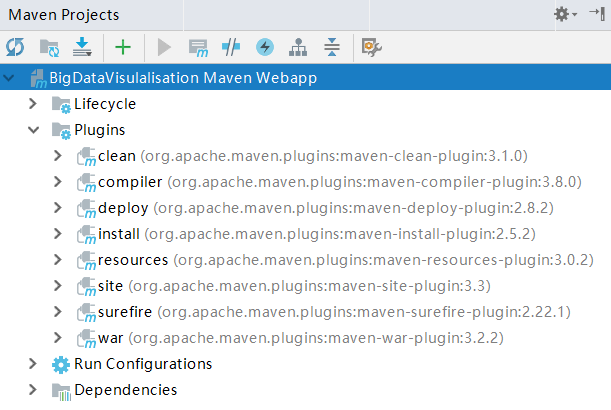 Maven Projects
BigDataVisulalisation Maven Webapp
Lifecycle
Plugins
clean (org.apache.maven.plugins:maven-clean-plugin:3.1.0)
compiler (org.apache.maven.plugins:maven-compiler-plugin:3.8.0)
deploy (org.apache.maven.plugins:maven-deploy-plugin:2.8.2)
install (org.apache.maven.plugins:maven-install-plugin:2.5.2)
resources (org.apache.maven.plugins:maven-resources-plugin:3.0.2)
site (org.apache.maven.plugins:maven-site-plugin:3.3)
surefire (org.apache.maven.plugins:maven-surefire-plugin:2.22.1)
war (org.apache.maven.plugins:maven-war-plugin:3.2.2)
Run Configurations
Dependencies